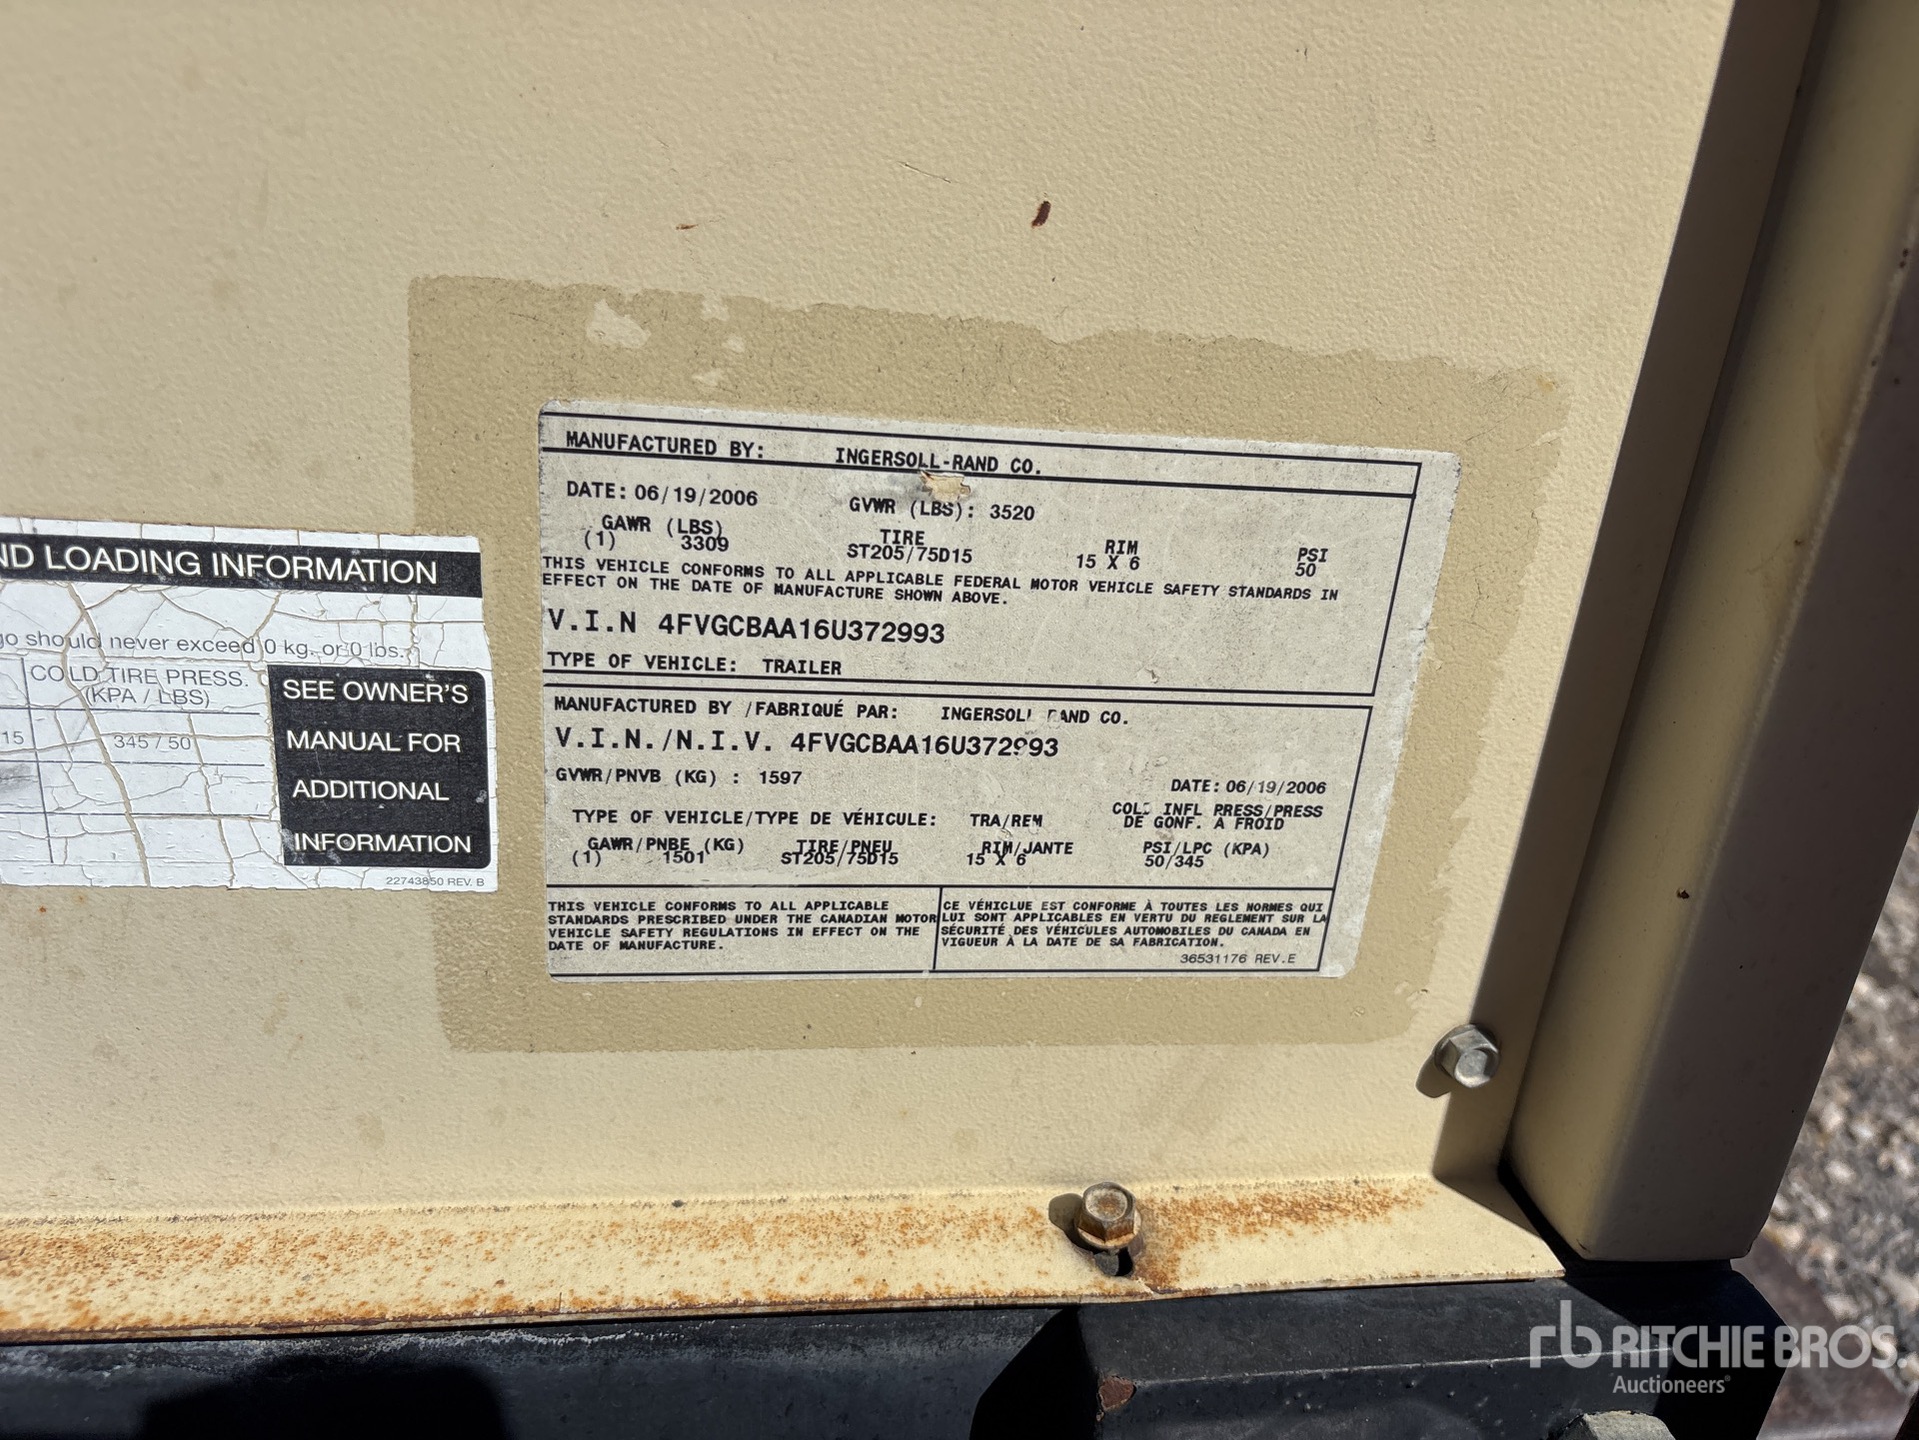 ND LOADING INFORMATION
go should never exceed 0 kg. or 0 lbs.
COLD TIRE PRESS.
(KPA / LBS)
15 345 / 50
SEE OWNER'S
MANUAL FOR
ADDITIONAL
INFORMATION
22743850 REV. B
MANUFACTURED BY: INGERSOLL-RAND CO.
DATE: 06/19/2006 GVWR (LBS): 3520
GAWR (LBS) TIRE RIM PSI
(1) 3309 ST205/75D15 15 X 6 50
THIS VEHICLE CONFORMS TO ALL APPLICABLE FEDERAL MOTOR VEHICLE SAFETY STANDARDS IN
EFFECT ON THE DATE OF MANUFACTURE SHOWN ABOVE.
V.I.N 4FVGCBAA16U372993
TYPE OF VEHICLE: TRAILER
MANUFACTURED BY /FABRIQUÉ PAR: INGERSOLL RAND CO.
V.I.N./N.I.V. 4FVGCBAA16U372993
GVWR/PNVB (KG) : 1597
DATE: 06/19/2006
TYPE OF VEHICLE/TYPE DE VÉHICULE: TRA/REM
COLD INFL PRESS/PRESS
DE GONF. A FROID
GAWR/PNBE (KG) TIRE/PNEU RIM/JANTE PSI/LPC (KPA)
(1) 1501 ST205/75D15 15 X 6 50/345
THIS VEHICLE CONFORMS TO ALL APPLICABLE
STANDARDS PRESCRIBED UNDER THE CANADIAN MOTOR
VEHICLE SAFETY REGULATIONS IN EFFECT ON THE
DATE OF MANUFACTURE.
CE VÉHICLUE EST CONFORME À TOUTES LES NORMES QUI
LUI SONT APPLICABLES EN VERTU DU REGLEMENT SUR LA
SÉCURITÉ DES VÉHICULES AUTOMOBILES DU CANADA EN
VIGUEUR À LA DATE DE SA FABRICATION.
36531176 REV.E
rb RITCHIE BROS.
Auctioneers®